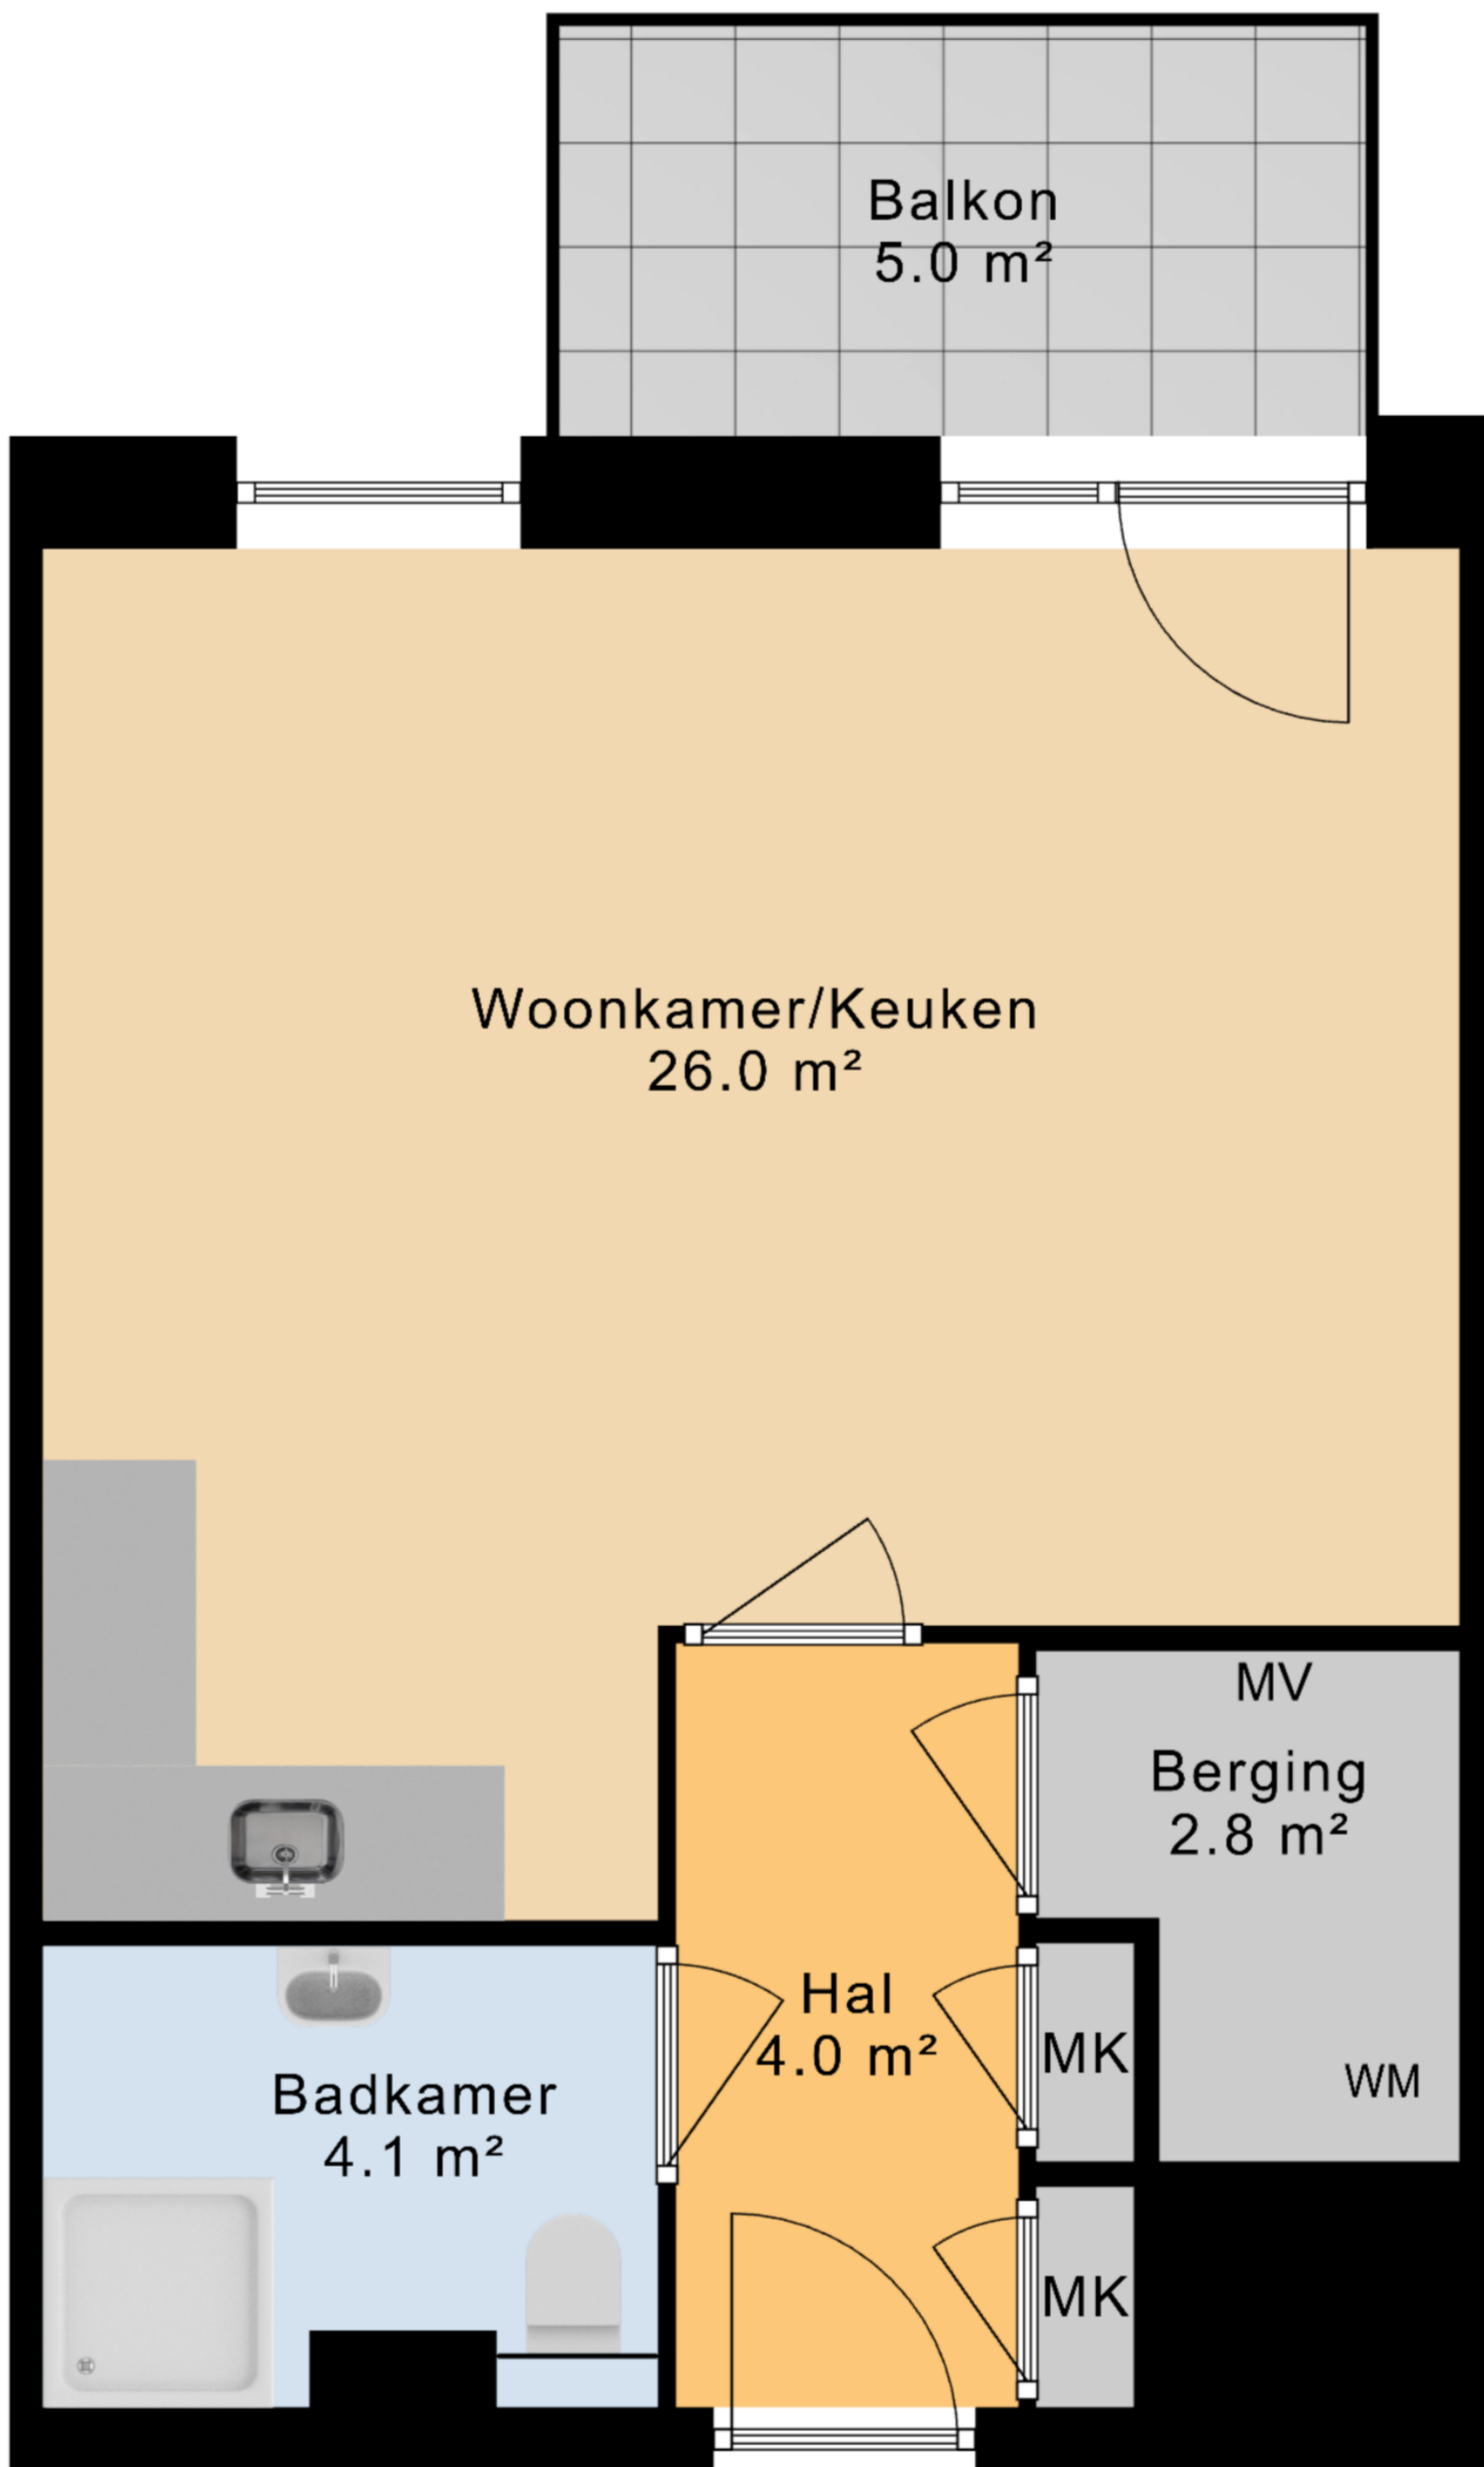 Balkon
5.0 m²
Woonkamer/Keuken
26.0 m²
MV
Berging
2.8 m²
Hal
4.0 m²
MK
WM
Badkamer
4.1 m²
MK